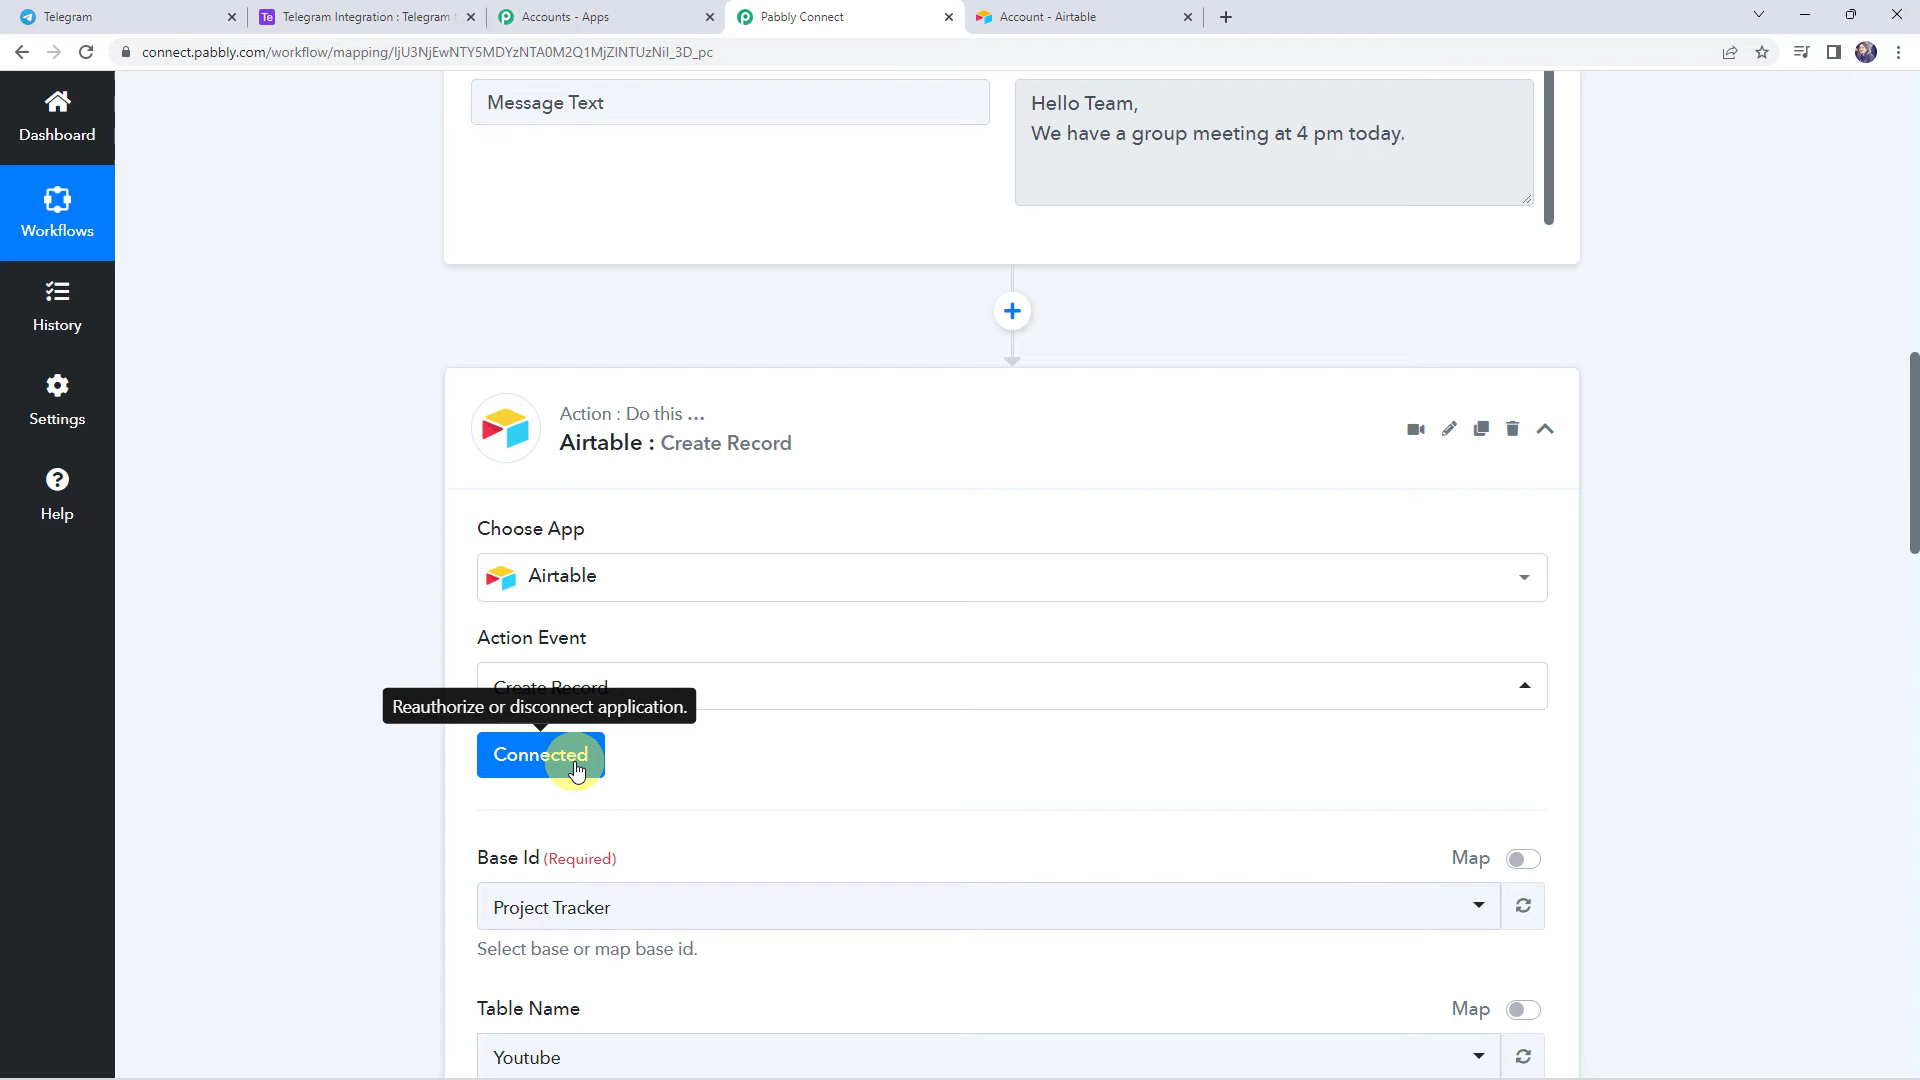 Telegram
Te
Telegram Integration : Telegram
Accounts - Apps
Pabbly Connect
Account - Airtable
connect.pabbly.com/workflow/mapping/IjU3NjEwNTY5MDYzNTA0M2Q1MjZlNTUzNiI_3D_pc
Dashboard
Workflows
History
Settings
Help
Message Text
Hello Team,
We have a group meeting at 4 pm today.
Action : Do this ...
Airtable : Create Record
Choose App
Airtable
Action Event
Create Record
Reauthorize or disconnect application.
Connected
Base Id (Required)
Map
Project Tracker
Select base or map base id.
Table Name
Map
Youtube